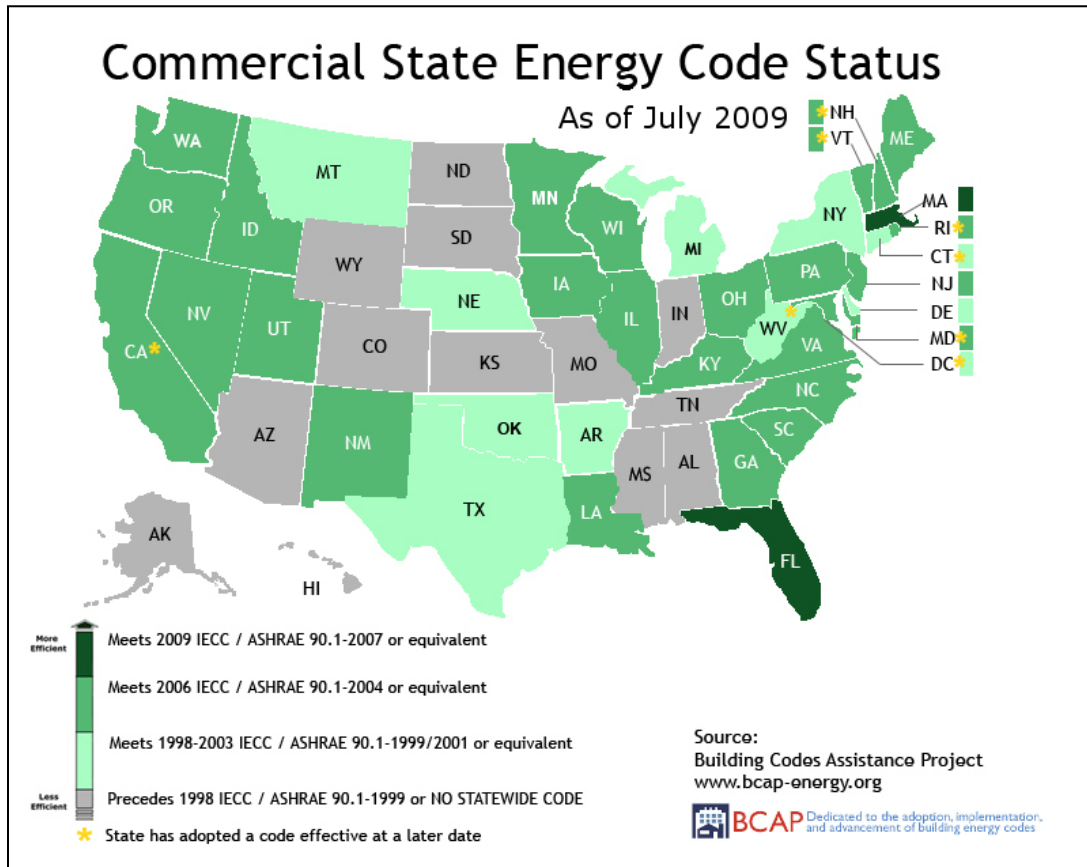 Commercial State Energy Code Status
As of July 2009
NH
VT
WA
ME
MT
ND
MN
MA
OR
ID
WI
NY
RI
SD
MI
WY
CT
IA
PA
NJ
NE
OH
NV
IL
IN
DE
UT
WV
CA
CO
MD
KS
MO
KY
VA
DC
NC
TN
AZ
OK
AR
NM
SC
MS
AL
GA
TX
LA
AK
FL
HI
More
Efficient
Meets 2009 IECC / ASHRAE 90.1-2007 or equivalent
Meets 2006 IECC / ASHRAE 90.1-2004 or equivalent
Meets 1998-2003 IECC / ASHRAE 90.1-1999/2001 or equivalent
Less
Efficient
Precedes 1998 IECC / ASHRAE 90.1-1999 or NO STATEWIDE CODE
State has adopted a code effective at a later date
Source:
Building Codes Assistance Project
www.bcap-energy.org
BCAP
Dedicated to the adoption, implementation,
and advancement of building energy codes